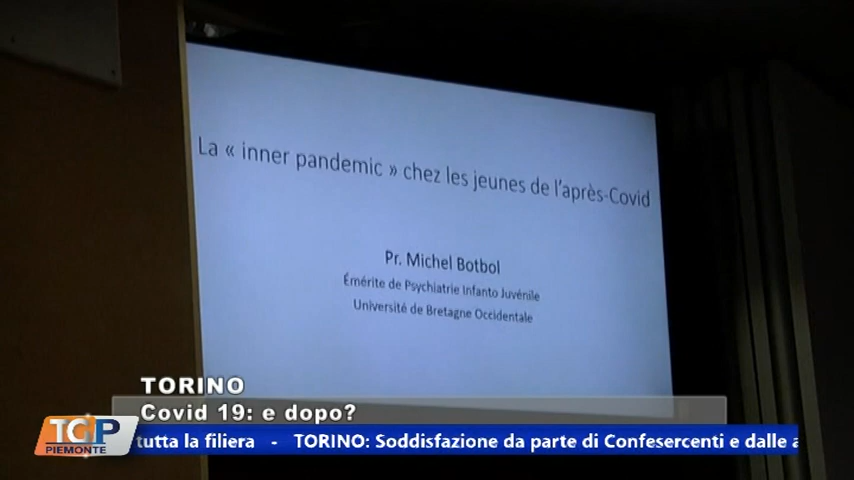 La « inner pandemic » chez les jeunes de l'après-Covid
Pr. Michel Botbol
Émérite de Psychiatrie Infanto Juvénile
Université de Bretagne Occidentale
TORINO
Covid 19: e dopo?
TGP
PIEMONTE
tutta la filiera - TORINO: Soddisfazione da parte di Confesercenti e dalle a